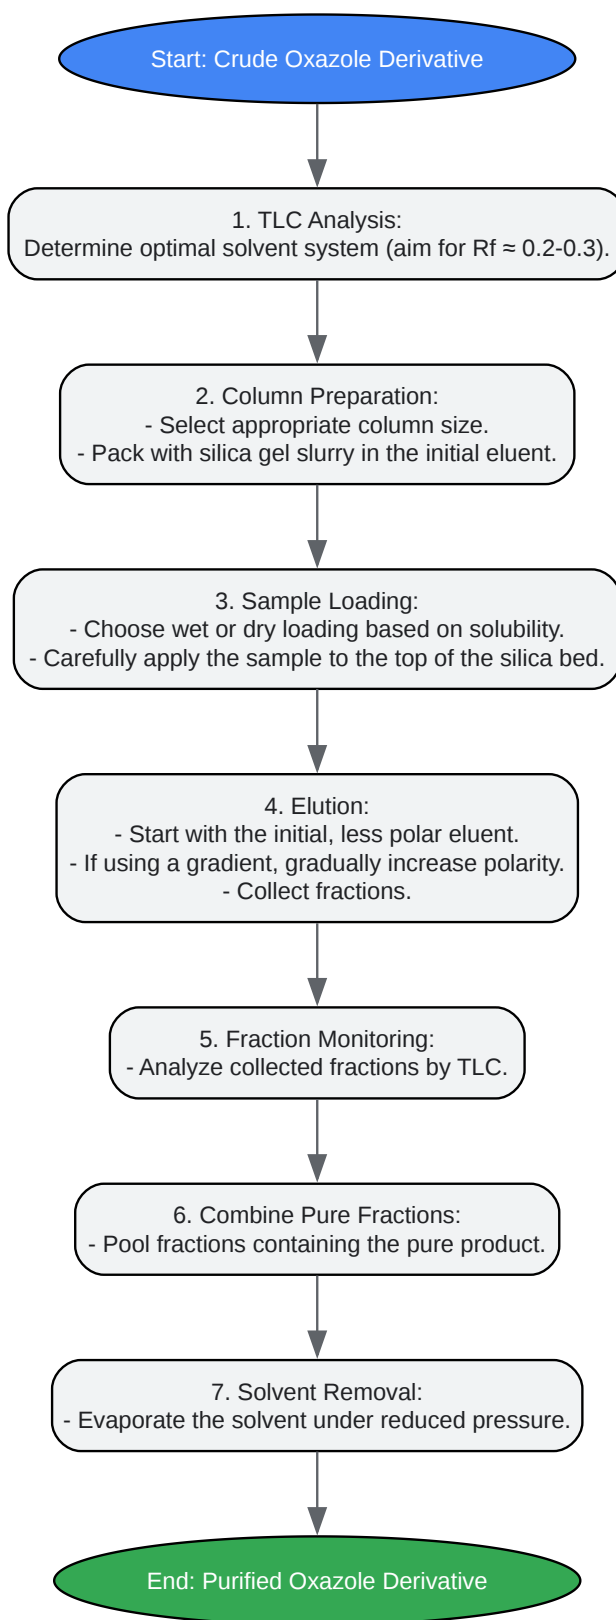 Start: Crude Oxazole Derivative
1. TLC Analysis:
Determine optimal solvent system (aim for Rf ≈ 0.2-0.3).
2. Column Preparation:
- Select appropriate column size.
- Pack with silica gel slurry in the initial eluent.
3. Sample Loading:
- Choose wet or dry loading based on solubility.
- Carefully apply the sample to the top of the silica bed.
4. Elution:
- Start with the initial, less polar eluent.
- If using a gradient, gradually increase polarity.
- Collect fractions.
5. Fraction Monitoring:
- Analyze collected fractions by TLC.
6. Combine Pure Fractions:
- Pool fractions containing the pure product.
7. Solvent Removal:
- Evaporate the solvent under reduced pressure.
End: Purified Oxazole Derivative